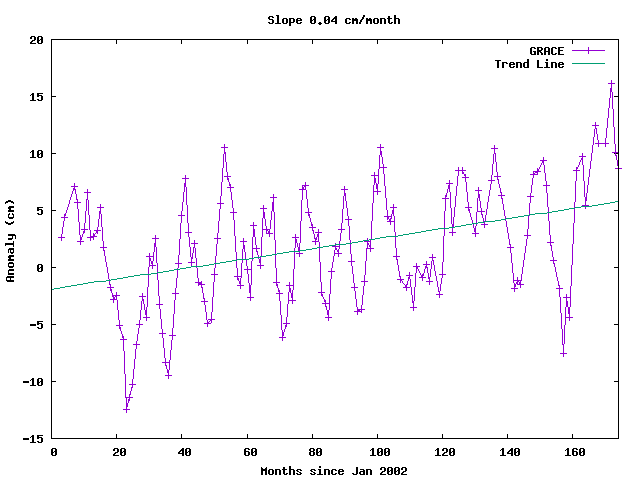 Slope 0.04 cm/month
GRACE
Trend Line
20
15
10
5
0
-5
-10
-15
Anomaly (cm)
0 20 40 60 80 100 120 140 160
Months since Jan 2002